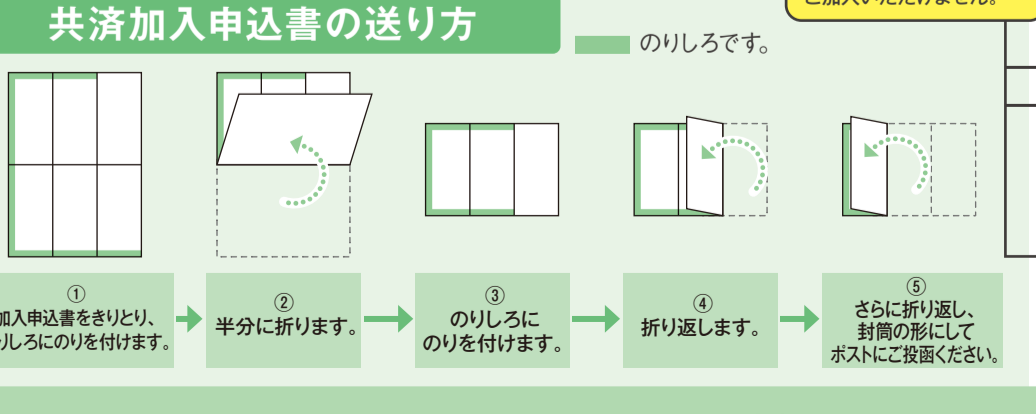 共済加入申込書の送り方
ご加入いただけません。
のりしろです。
①
加入申込書をきりとり、
りしろにのりを付けます。
②
半分に折ります。
③
のりしろに
のりを付けます。
④
折り返します。
⑤
さらに折り返し、
封筒の形にして
ポストにご投函ください。